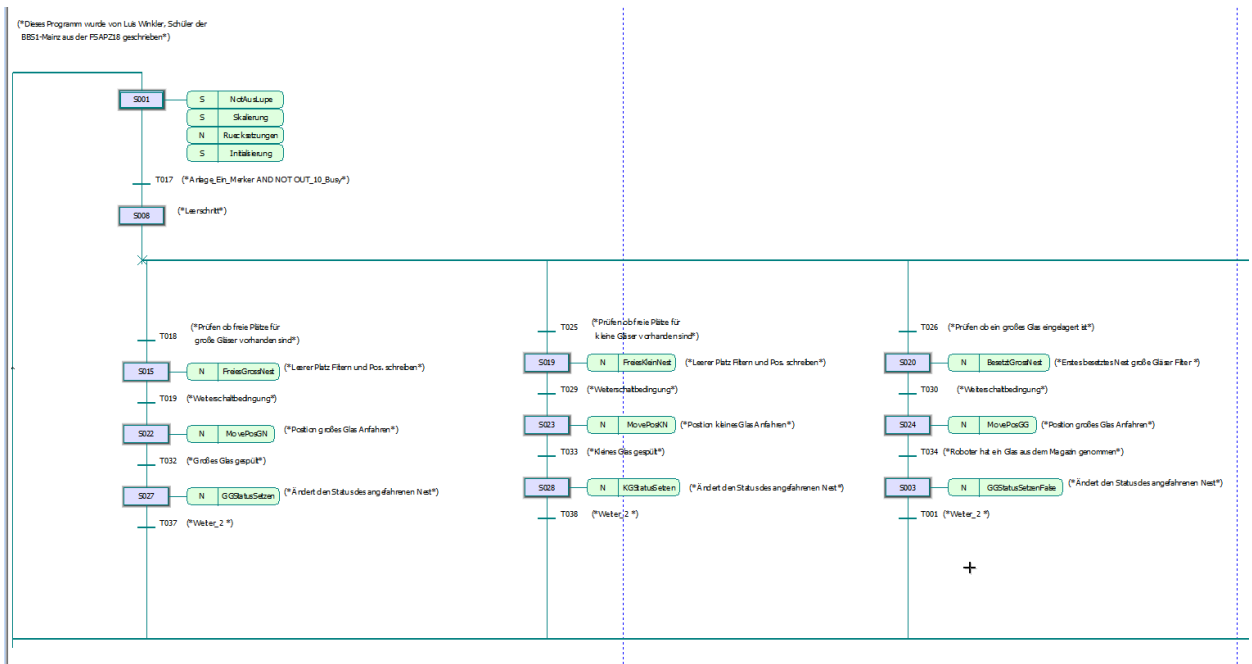 (*Dieses Programm wurde von Luis Winkler, Schüler der
BBS1-Mainz aus der FSAPZ18 geschrieben*)
S001
S NotAusLupe
S Skalierung
N Ruecksetzungen
S Initialisierung
T017 (*Anlage_Ein_Merker AND NOT OUT_10_Busy*)
S008 (*Leerschritt*)
T018 (*Prüfen ob freie Plätze für
große Gläser vorhanden sind*)
S015 N FreiesGrossNest (*Leerer Platz Filtern und Pos. schreiben*)
T019 (*Weiterschaltbedingung*)
S022 N MovePosGN (*Position großes Glas Anfahren*)
T032 (*Großes Glas gespült*)
S027 N GGStatusSetzen (*Ändert den Status des angefahrenen Nest*)
T037 (*Weiter_2 *)
T025 (*Prüfen ob freie Plätze für
kleine Gläser vorhanden sind*)
S019 N FreiesKleinNest (*Leerer Platz Filtern und Pos. schreiben*)
T029 (*Weiterschaltbedingung*)
S023 N MovePosKN (*Position kleines Glas Anfahren*)
T033 (*Kleines Glas gespült*)
S028 N KGStatusSetzen (*Ändert den Status des angefahrenen Nest*)
T038 (*Weiter_2 *)
T026 (*Prüfen ob ein großes Glas eingelagert ist*)
S020 N BesetztGrossNest (*Erstes besetztes Nest große Gläser Filter *)
T030 (*Weiterschaltbedingung*)
S024 N MovePosGG (*Position großes Glas Anfahren*)
T034 (*Roboter hat ein Glas aus dem Magazin genommen*)
S003 N GGStatusSetzenFalse (*Ändert den Status des angefahrenen Nest*)
T001 (*Weiter_2 *)